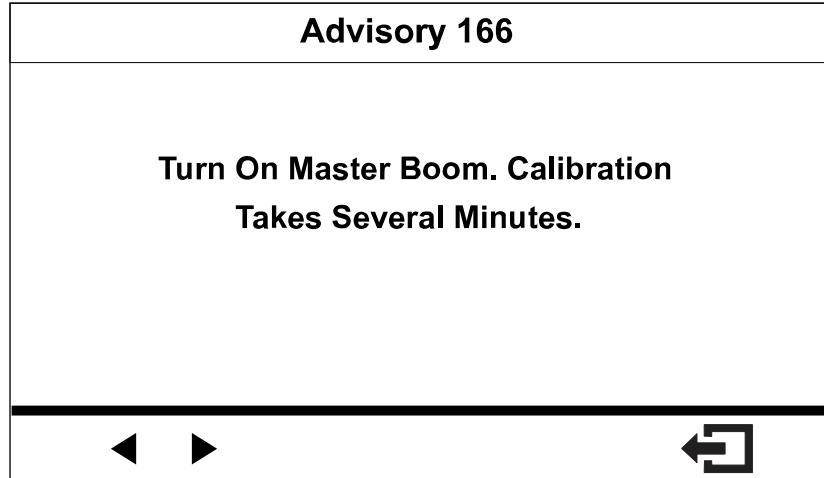 Advisory 166
Turn On Master Boom. Calibration
Takes Several Minutes.